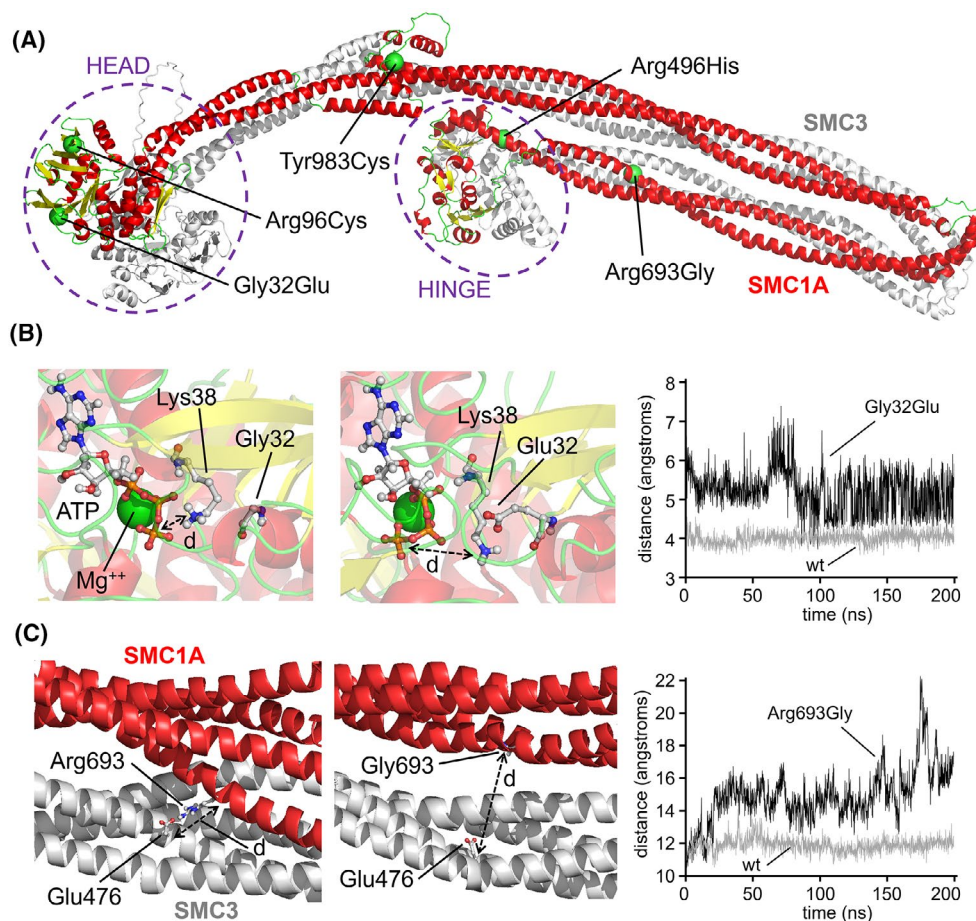 (A)
HEAD
Arg496His
SMC3
Tyr983Cys
Arg96Cys
Gly32Glu
HINGE
Arg693Gly
SMC1A
(B)
Lys38
Gly32
ATP
d
Mg++
Lys38
Glu32
d
distance (angstroms)
8
7
6
5
4
3
Gly32Glu
wt
0 50 100 150 200
time (ns)
(C)
SMC1A
Arg693
d
Glu476
SMC3
Gly693
d
Glu476
distance (angstroms)
22
20
18
16
14
12
10
Arg693Gly
wt
0 50 100 150 200
time (ns)